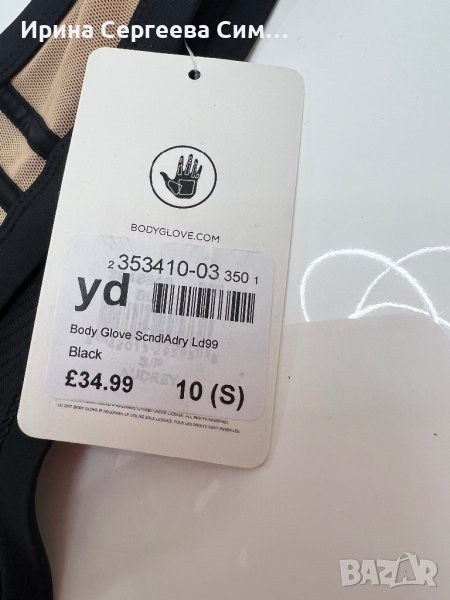 Ирина Сергеева Сим...
BODYGLOVE.COM
2 353410-03 350 1
yd
Body Glove ScndlAdry Ld99
Black
£34.99 10 (S)
BAZAR